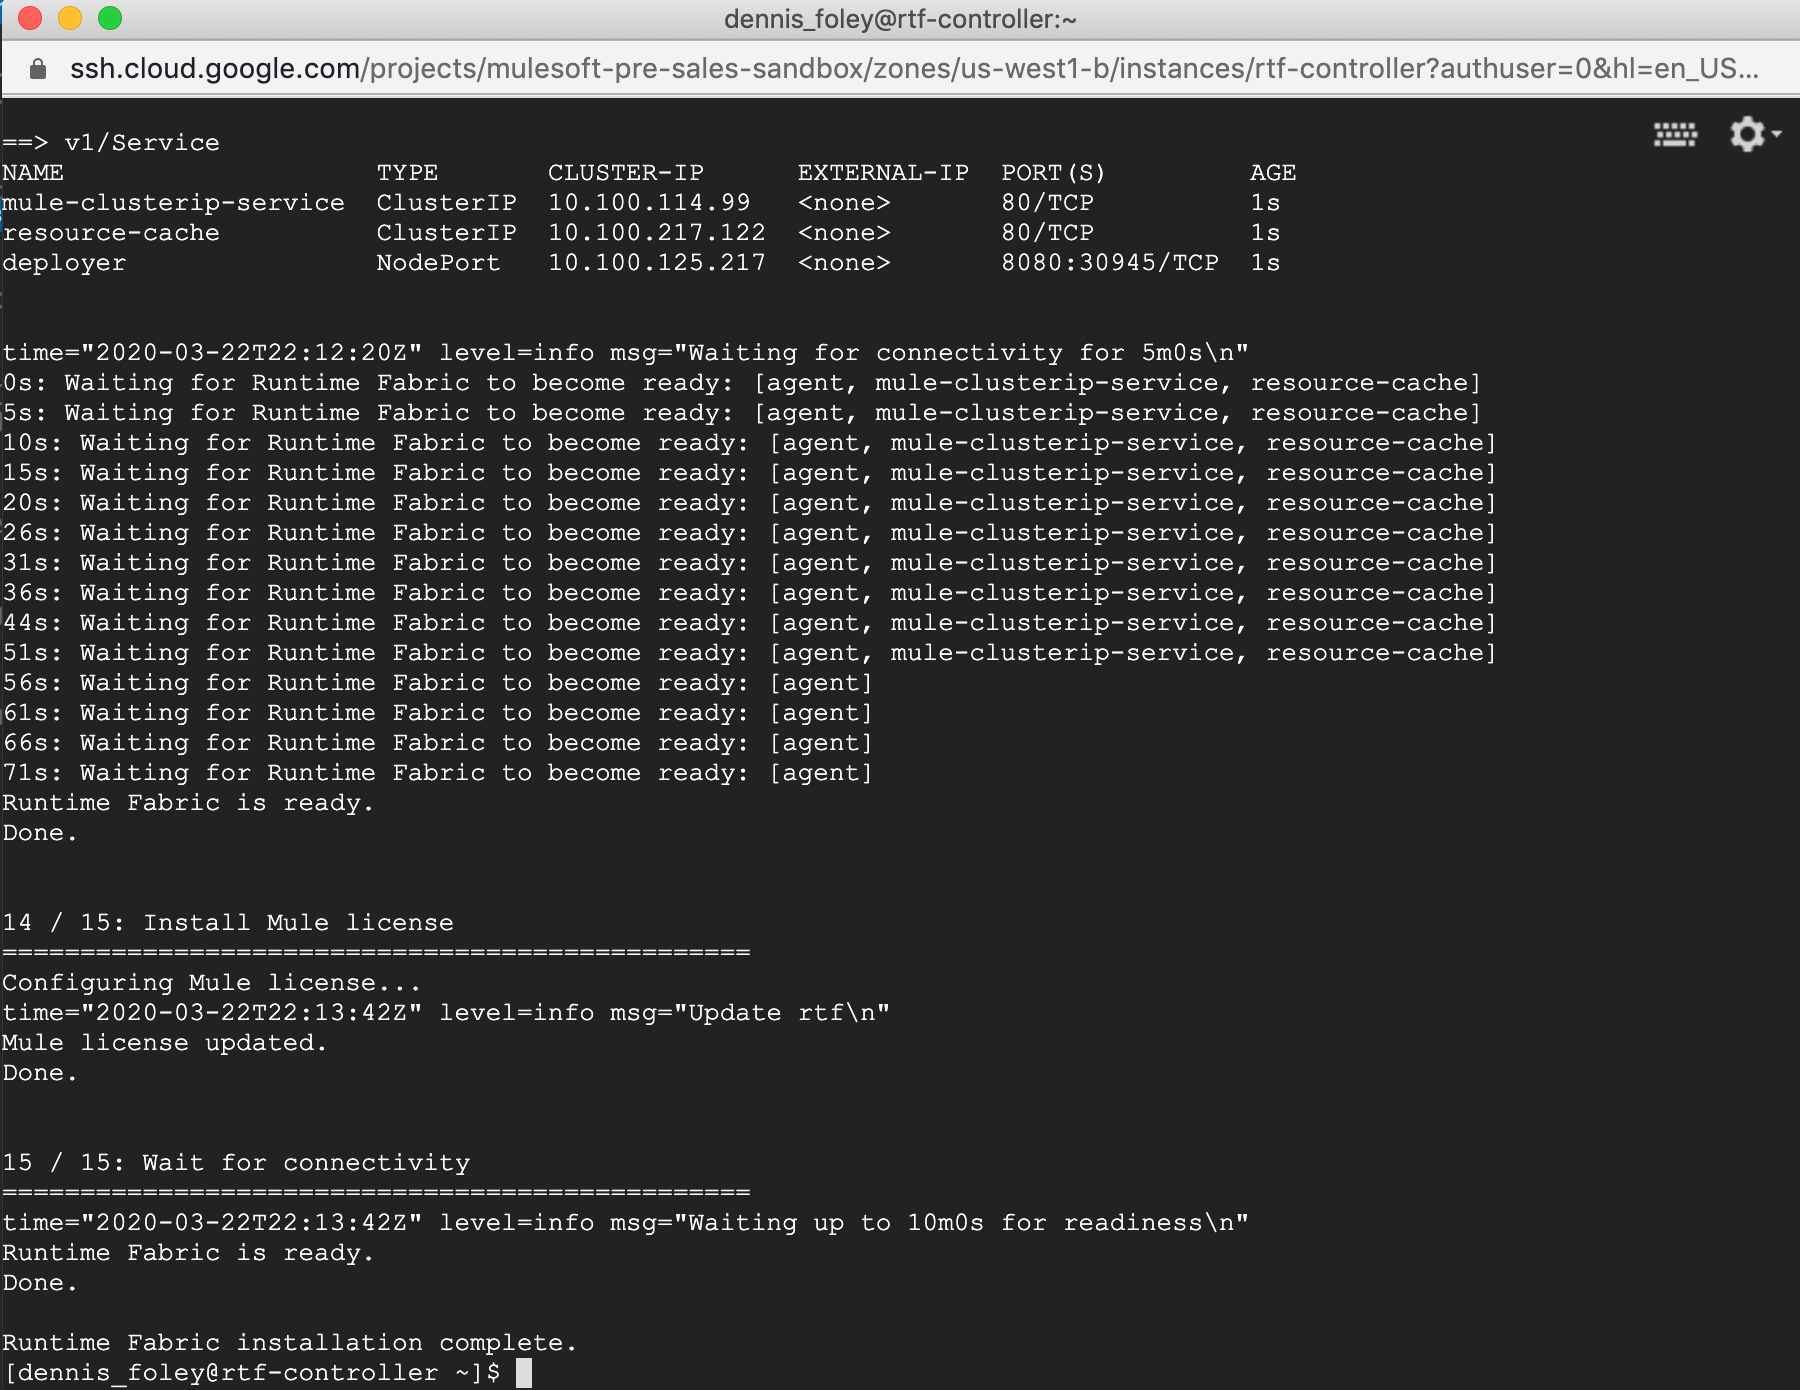 dennis_foley@rtf-controller:~
ssh.cloud.google.com/projects/mulesoft-pre-sales-sandbox/zones/us-west1-b/instances/rtf-controller?authuser=0&hl=en_US...
==> v1/Service
NAME                    TYPE       CLUSTER-IP      EXTERNAL-IP  PORT(S)         AGE
mule-clusterip-service  ClusterIP  10.100.114.99   <none>       80/TCP          1s
resource-cache          ClusterIP  10.100.217.122  <none>       80/TCP          1s
deployer                NodePort   10.100.125.217  <none>       8080:30945/TCP  1s
time="2020-03-22T22:12:20Z" level=info msg="Waiting for connectivity for 5m0s\n"
0s: Waiting for Runtime Fabric to become ready: [agent, mule-clusterip-service, resource-cache]
5s: Waiting for Runtime Fabric to become ready: [agent, mule-clusterip-service, resource-cache]
10s: Waiting for Runtime Fabric to become ready: [agent, mule-clusterip-service, resource-cache]
15s: Waiting for Runtime Fabric to become ready: [agent, mule-clusterip-service, resource-cache]
20s: Waiting for Runtime Fabric to become ready: [agent, mule-clusterip-service, resource-cache]
26s: Waiting for Runtime Fabric to become ready: [agent, mule-clusterip-service, resource-cache]
31s: Waiting for Runtime Fabric to become ready: [agent, mule-clusterip-service, resource-cache]
36s: Waiting for Runtime Fabric to become ready: [agent, mule-clusterip-service, resource-cache]
44s: Waiting for Runtime Fabric to become ready: [agent, mule-clusterip-service, resource-cache]
51s: Waiting for Runtime Fabric to become ready: [agent, mule-clusterip-service, resource-cache]
56s: Waiting for Runtime Fabric to become ready: [agent]
61s: Waiting for Runtime Fabric to become ready: [agent]
66s: Waiting for Runtime Fabric to become ready: [agent]
71s: Waiting for Runtime Fabric to become ready: [agent]
Runtime Fabric is ready.
Done.
14 / 15: Install Mule license
================================================
Configuring Mule license...
time="2020-03-22T22:13:42Z" level=info msg="Update rtf\n"
Mule license updated.
Done.
15 / 15: Wait for connectivity
================================================
time="2020-03-22T22:13:42Z" level=info msg="Waiting up to 10m0s for readiness\n"
Runtime Fabric is ready.
Done.
Runtime Fabric installation complete.
[dennis_foley@rtf-controller ~]$